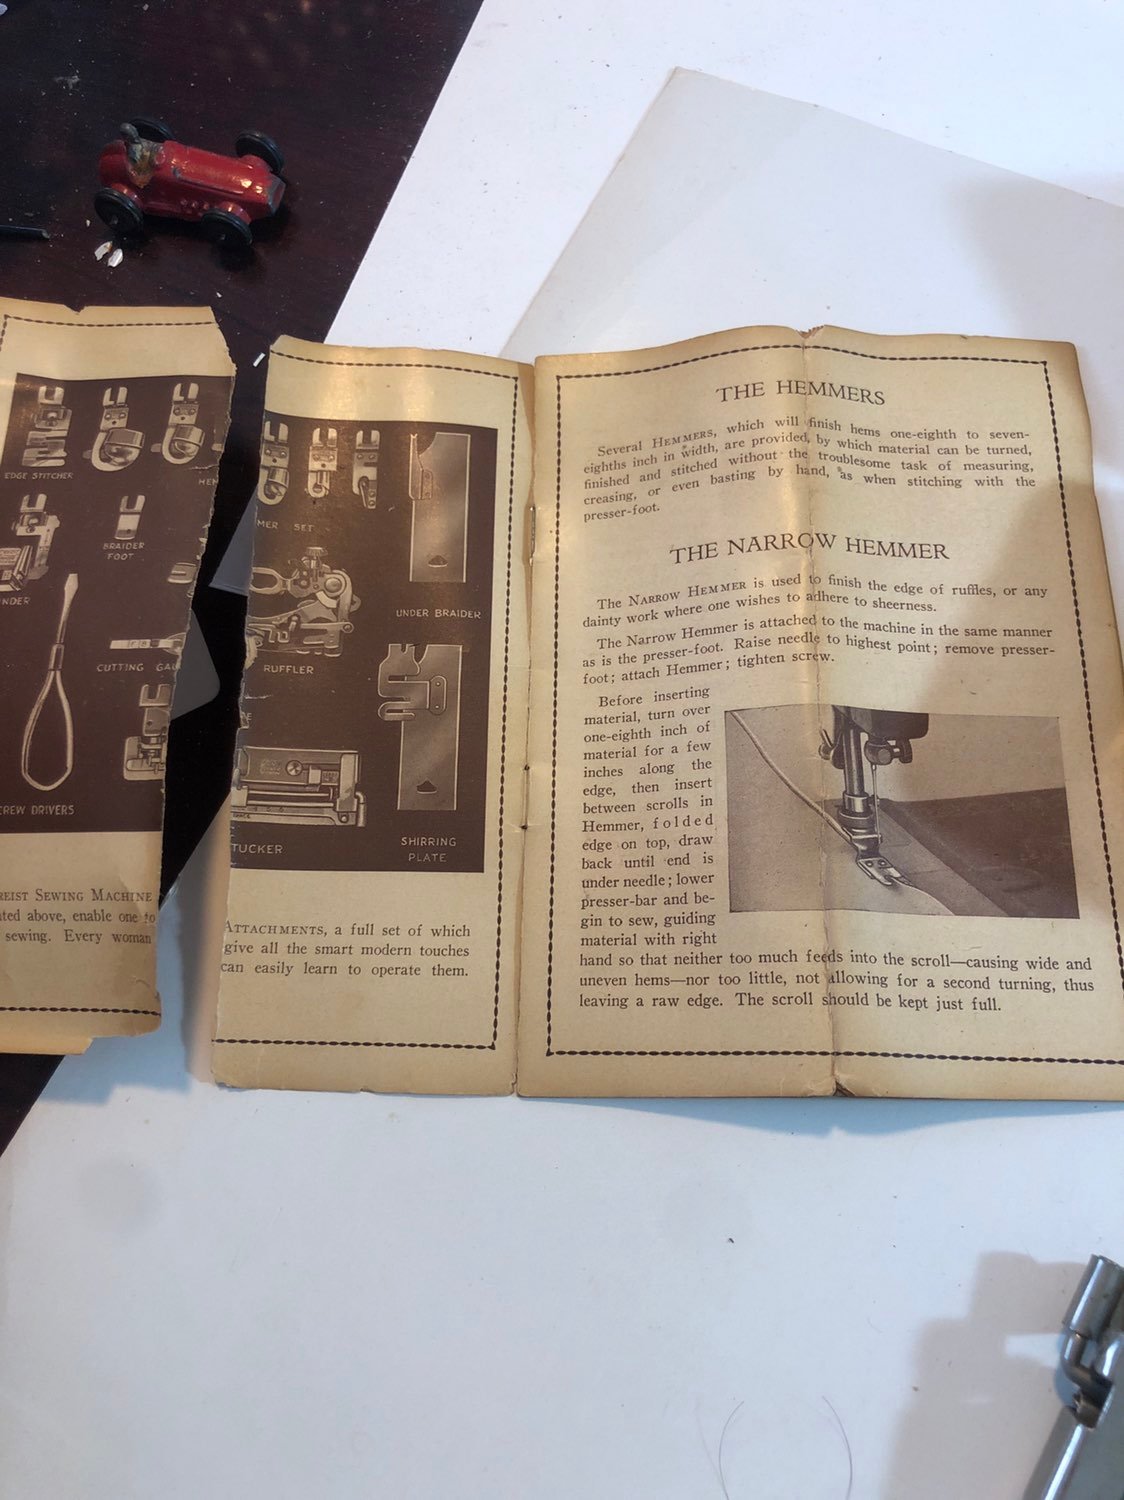 EDGE STITCHER
HEM
BRAIDER
FOOT
NDER
CUTTING GAU
CREW DRIVERS
REIST SEWING MACHINE
ted above, enable one to
sewing. Every woman
MER SET
UNDER BRAIDER
RUFFLER
TUCKER
SHIRRING
PLATE
ATTACHMENTS, a full set of which
give all the smart modern touches
can easily learn to operate them.
THE HEMMERS
Several HEMMERS, which will finish hems one-eighth to seven-
eighths inch in width, are provided, by which material can be turned,
finished and stitched without the troublesome task of measuring,
creasing, or even basting by hand, as when stitching with the
presser-foot.
THE NARROW HEMMER
The NARROW HEMMER is used to finish the edge of ruffles, or any
dainty work where one wishes to adhere to sheerness.
The Narrow Hemmer is attached to the machine in the same manner
as is the presser-foot. Raise needle to highest point; remove presser-
foot; attach Hemmer; tighten screw.
Before inserting
material, turn over
one-eighth inch of
material for a few
inches along the
edge, then insert
between scrolls in
Hemmer, folded
edge on top, draw
back until end is
under needle; lower
presser-bar and be-
gin to sew, guiding
material with right
hand so that neither too much feeds into the scroll—causing wide and
uneven hems—nor too little, not allowing for a second turning, thus
leaving a raw edge. The scroll should be kept just full.